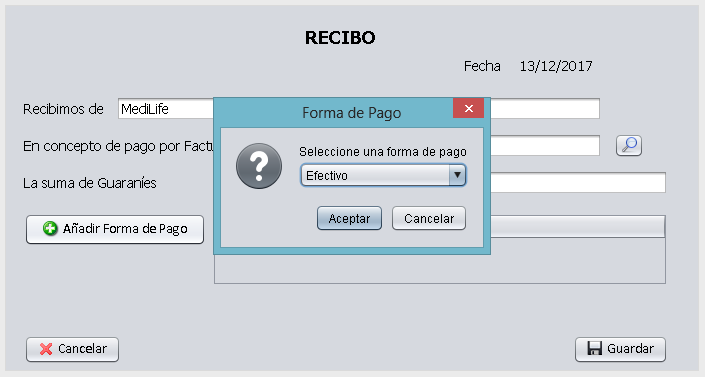 RECIBO
Fecha 13/12/2017
Recibimos de MediLife
Forma de Pago
En concepto de pago por Factu
Seleccione una forma de pago
Efectivo
La suma de Guaraníes
Aceptar Cancelar
Añadir Forma de Pago
Cancelar Guardar